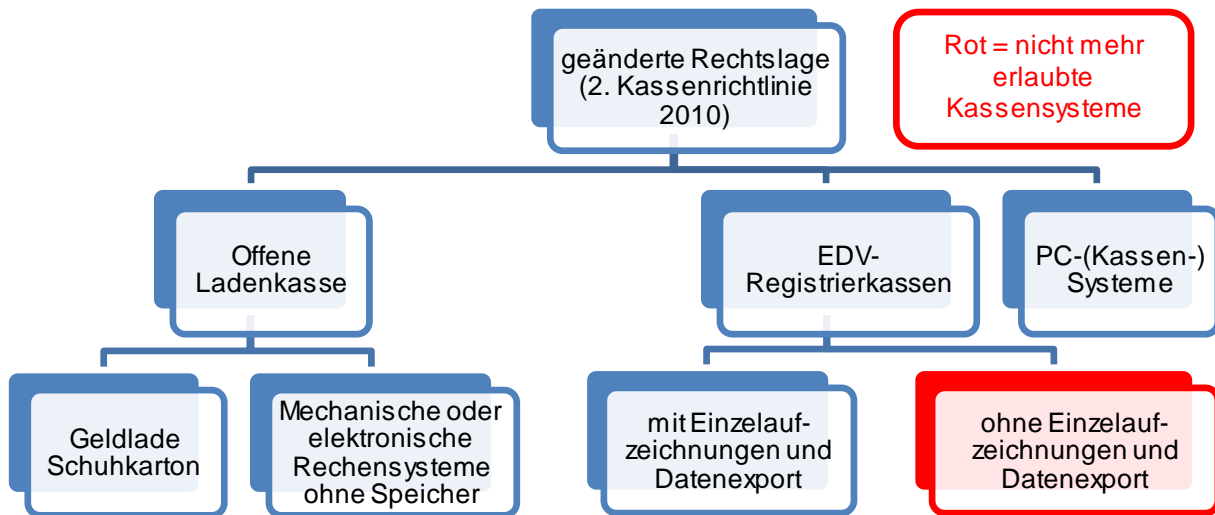 geänderte Rechtslage
(2. Kassenrichtlinie
2010)
Rot = nicht mehr
erlaubte
Kassensysteme
Offene
Ladenkasse
EDV-
Registrierkassen
PC-(Kassen-)
Systeme
Geldlade
Schuhkarton
Mechanische oder
elektronische
Rechensysteme
ohne Speicher
mit Einzelauf-
zeichnungen und
Datenexport
ohne Einzelauf-
zeichnungen und
Datenexport